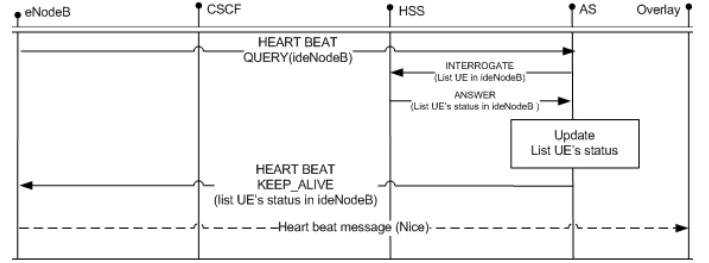 eNodeB CSCF HSS AS Overlay
HEART BEAT
QUERY(ideNodeB)
INTERROGATE
(List UE in ideNodeB)
ANSWER
(List UE's status in ideNodeB )
Update
List UE's status
HEART BEAT
KEEP_ALIVE
(list UE's status in ideNodeB)
Heart beat message (Nice)